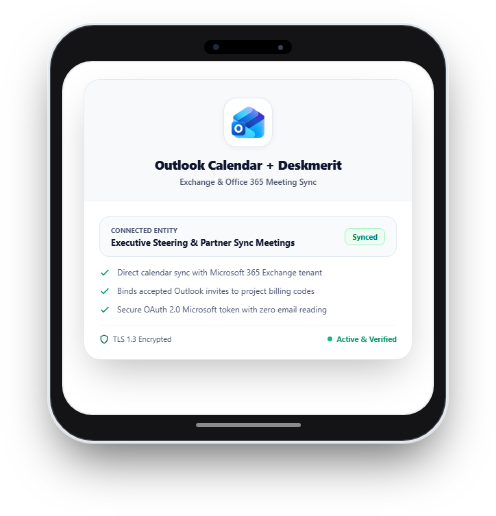 Outlook Calendar + Deskmerit
Exchange & Office 365 Meeting Sync
CONNECTED ENTITY
Executive Steering & Partner Sync Meetings
Synced
Direct calendar sync with Microsoft 365 Exchange tenant
Binds accepted Outlook invites to project billing codes
Secure OAuth 2.0 Microsoft token with zero email reading
TLS 1.3 Encrypted
Active & Verified